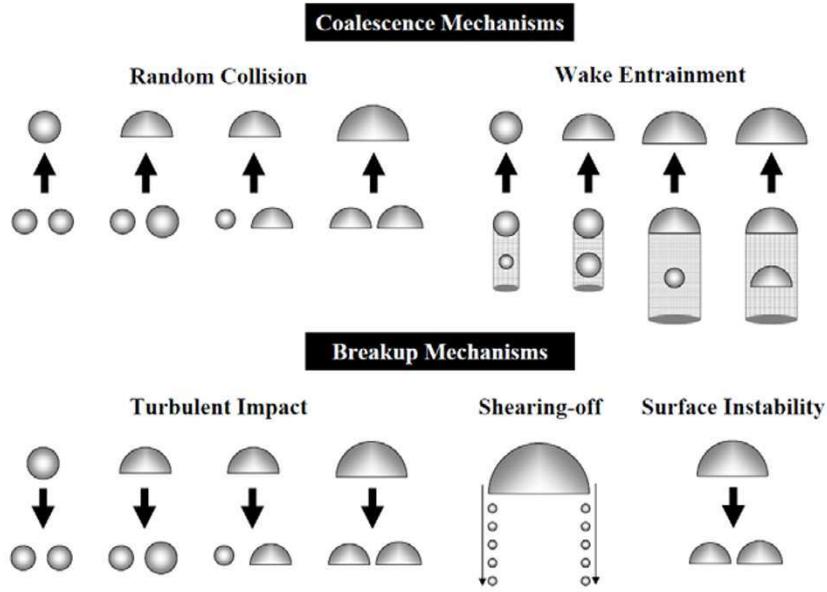 Coalescence Mechanisms
Random Collision
Wake Entrainment
Breakup Mechanisms
Turbulent Impact
Shearing-off
Surface Instability